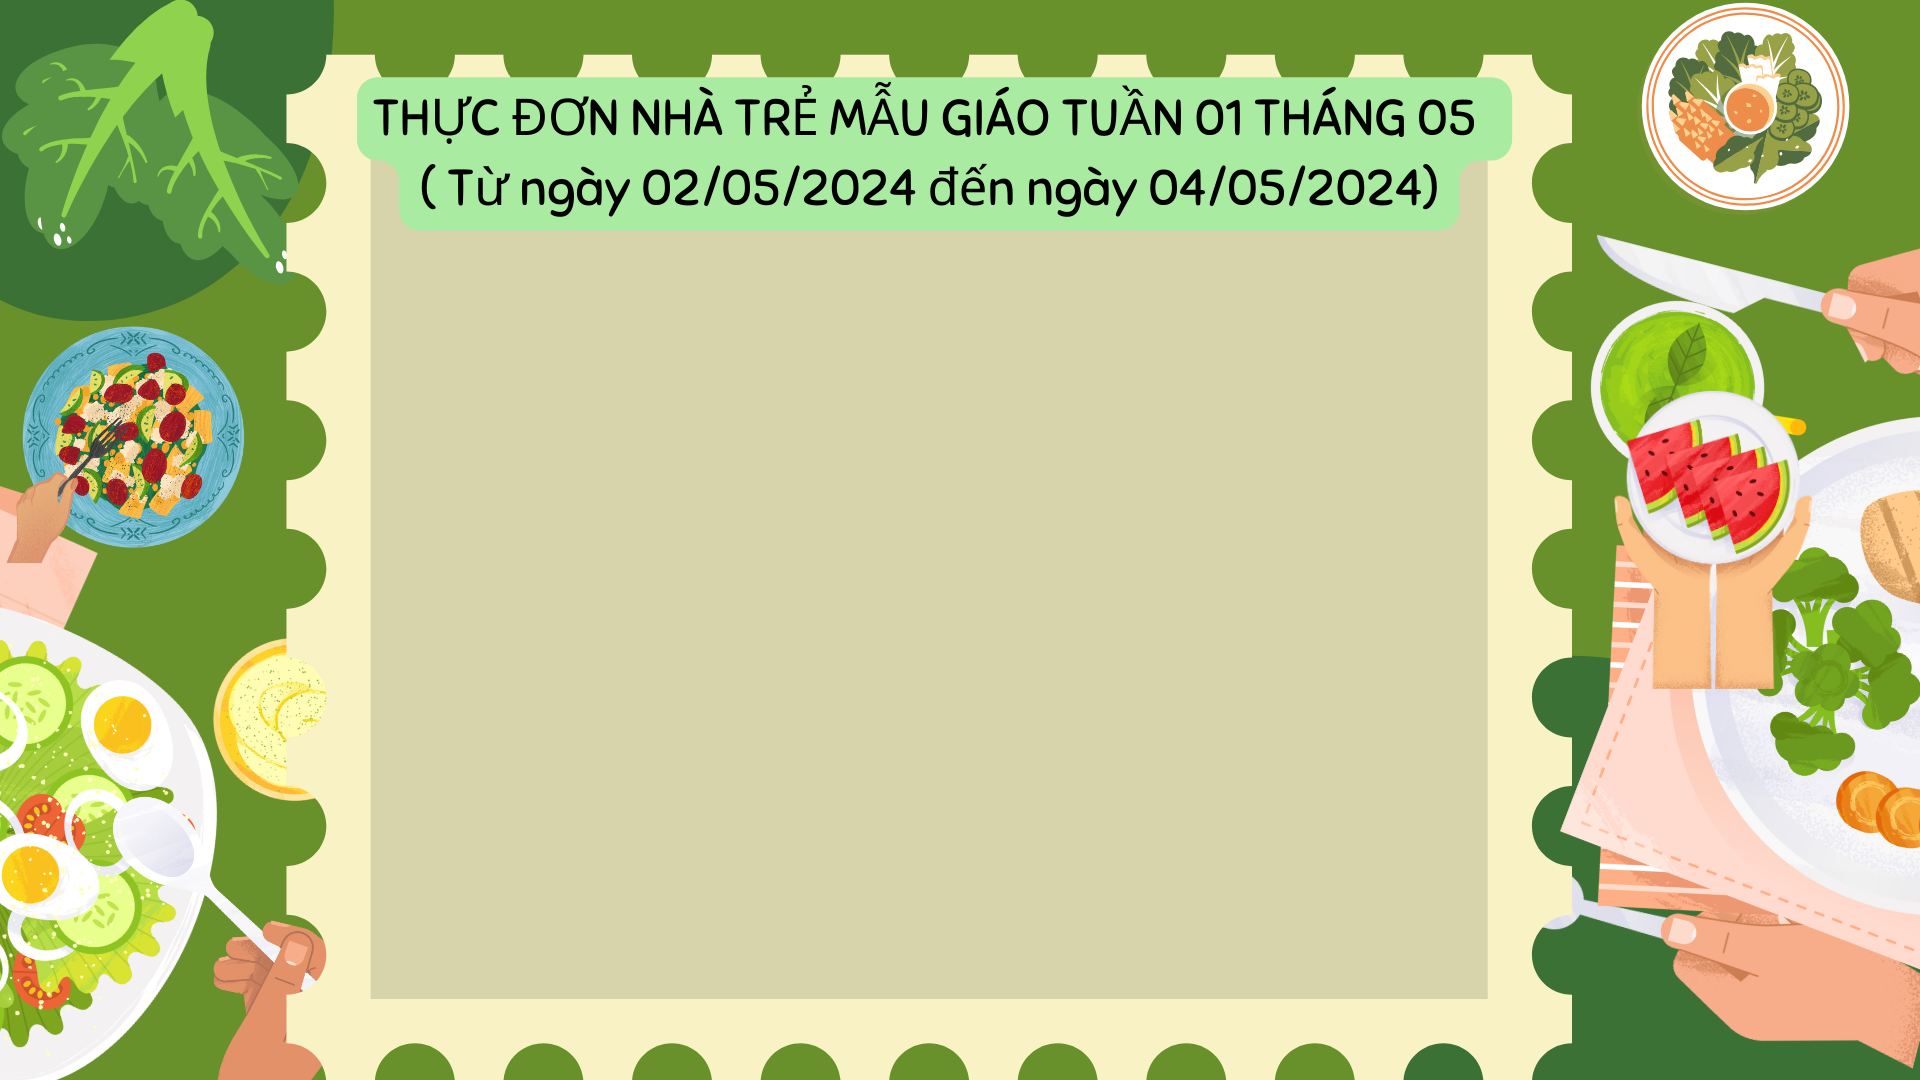 THỰC ĐƠN NHÀ TRẺ MẪU GIÁO TUẦN 01 THÁNG 05
( Từ ngày 02/05/2024 đến ngày 04/05/2024)